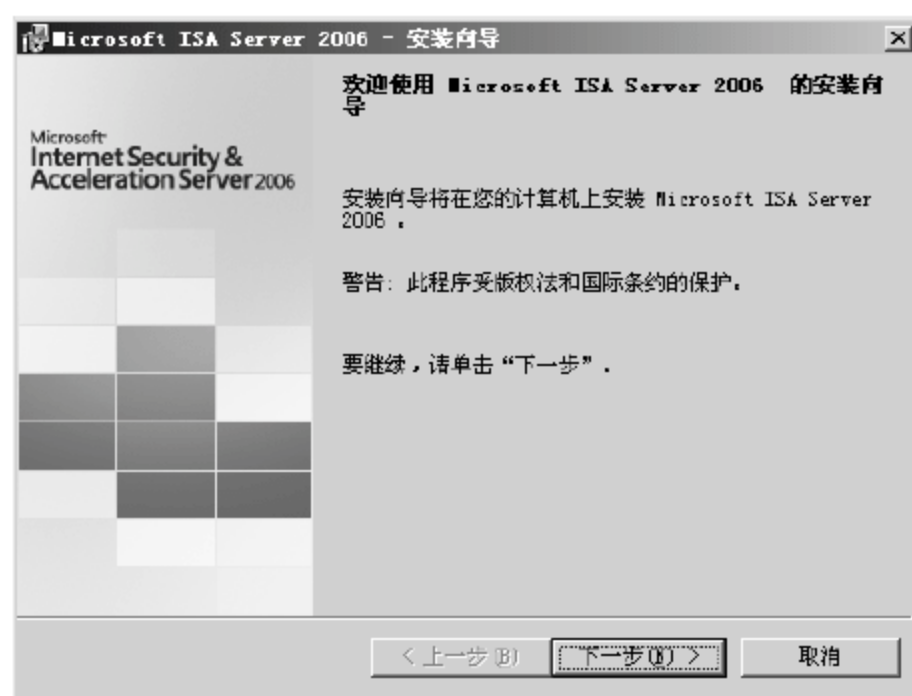 Microsoft ISA Server 2006 - 安装向导
欢迎使用 Microsoft ISA Server 2006 的安装向
导
Microsoft
Internet Security &
Acceleration Server 2006
安装向导将在您的计算机上安装 Microsoft ISA Server
2006 .
警告: 此程序受版权法和国际条约的保护。
要继续，请单击“下一步”.
< 上一步(B)
下一步(N) >
取消